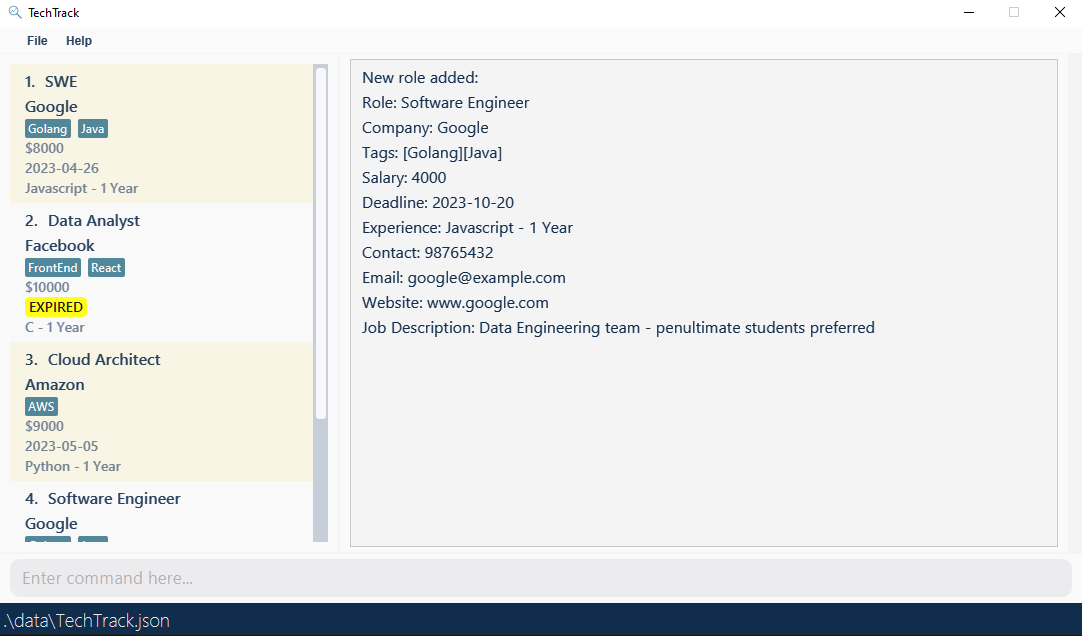 TechTrack
File Help
1. SWE
Google
Golang Java
$8000
2023-04-26
Javascript - 1 Year
2. Data Analyst
Facebook
FrontEnd React
$10000
EXPIRED
C - 1 Year
3. Cloud Architect
Amazon
AWS
$9000
2023-05-05
Python - 1 Year
4. Software Engineer
Google
New role added:
Role: Software Engineer
Company: Google
Tags: [Golang][Java]
Salary: 4000
Deadline: 2023-10-20
Experience: Javascript - 1 Year
Contact: 98765432
Email: google@example.com
Website: www.google.com
Job Description: Data Engineering team - penultimate students preferred
Enter command here...
.\data\TechTrack.json